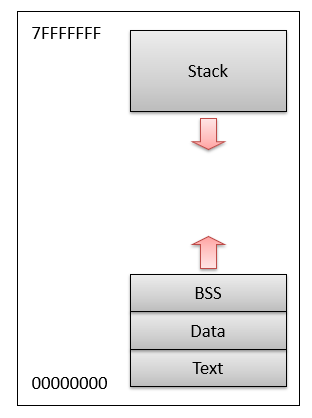 7FFFFFFF
Stack
BSS
Data
Text
00000000